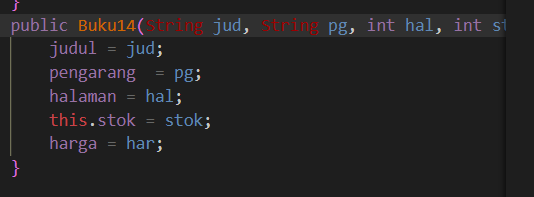 }
public Buku14(String jud, String pg, int hal, int st
judul = jud;
pengarang  = pg;
halaman = hal;
this.stok = stok;
harga = har;
}